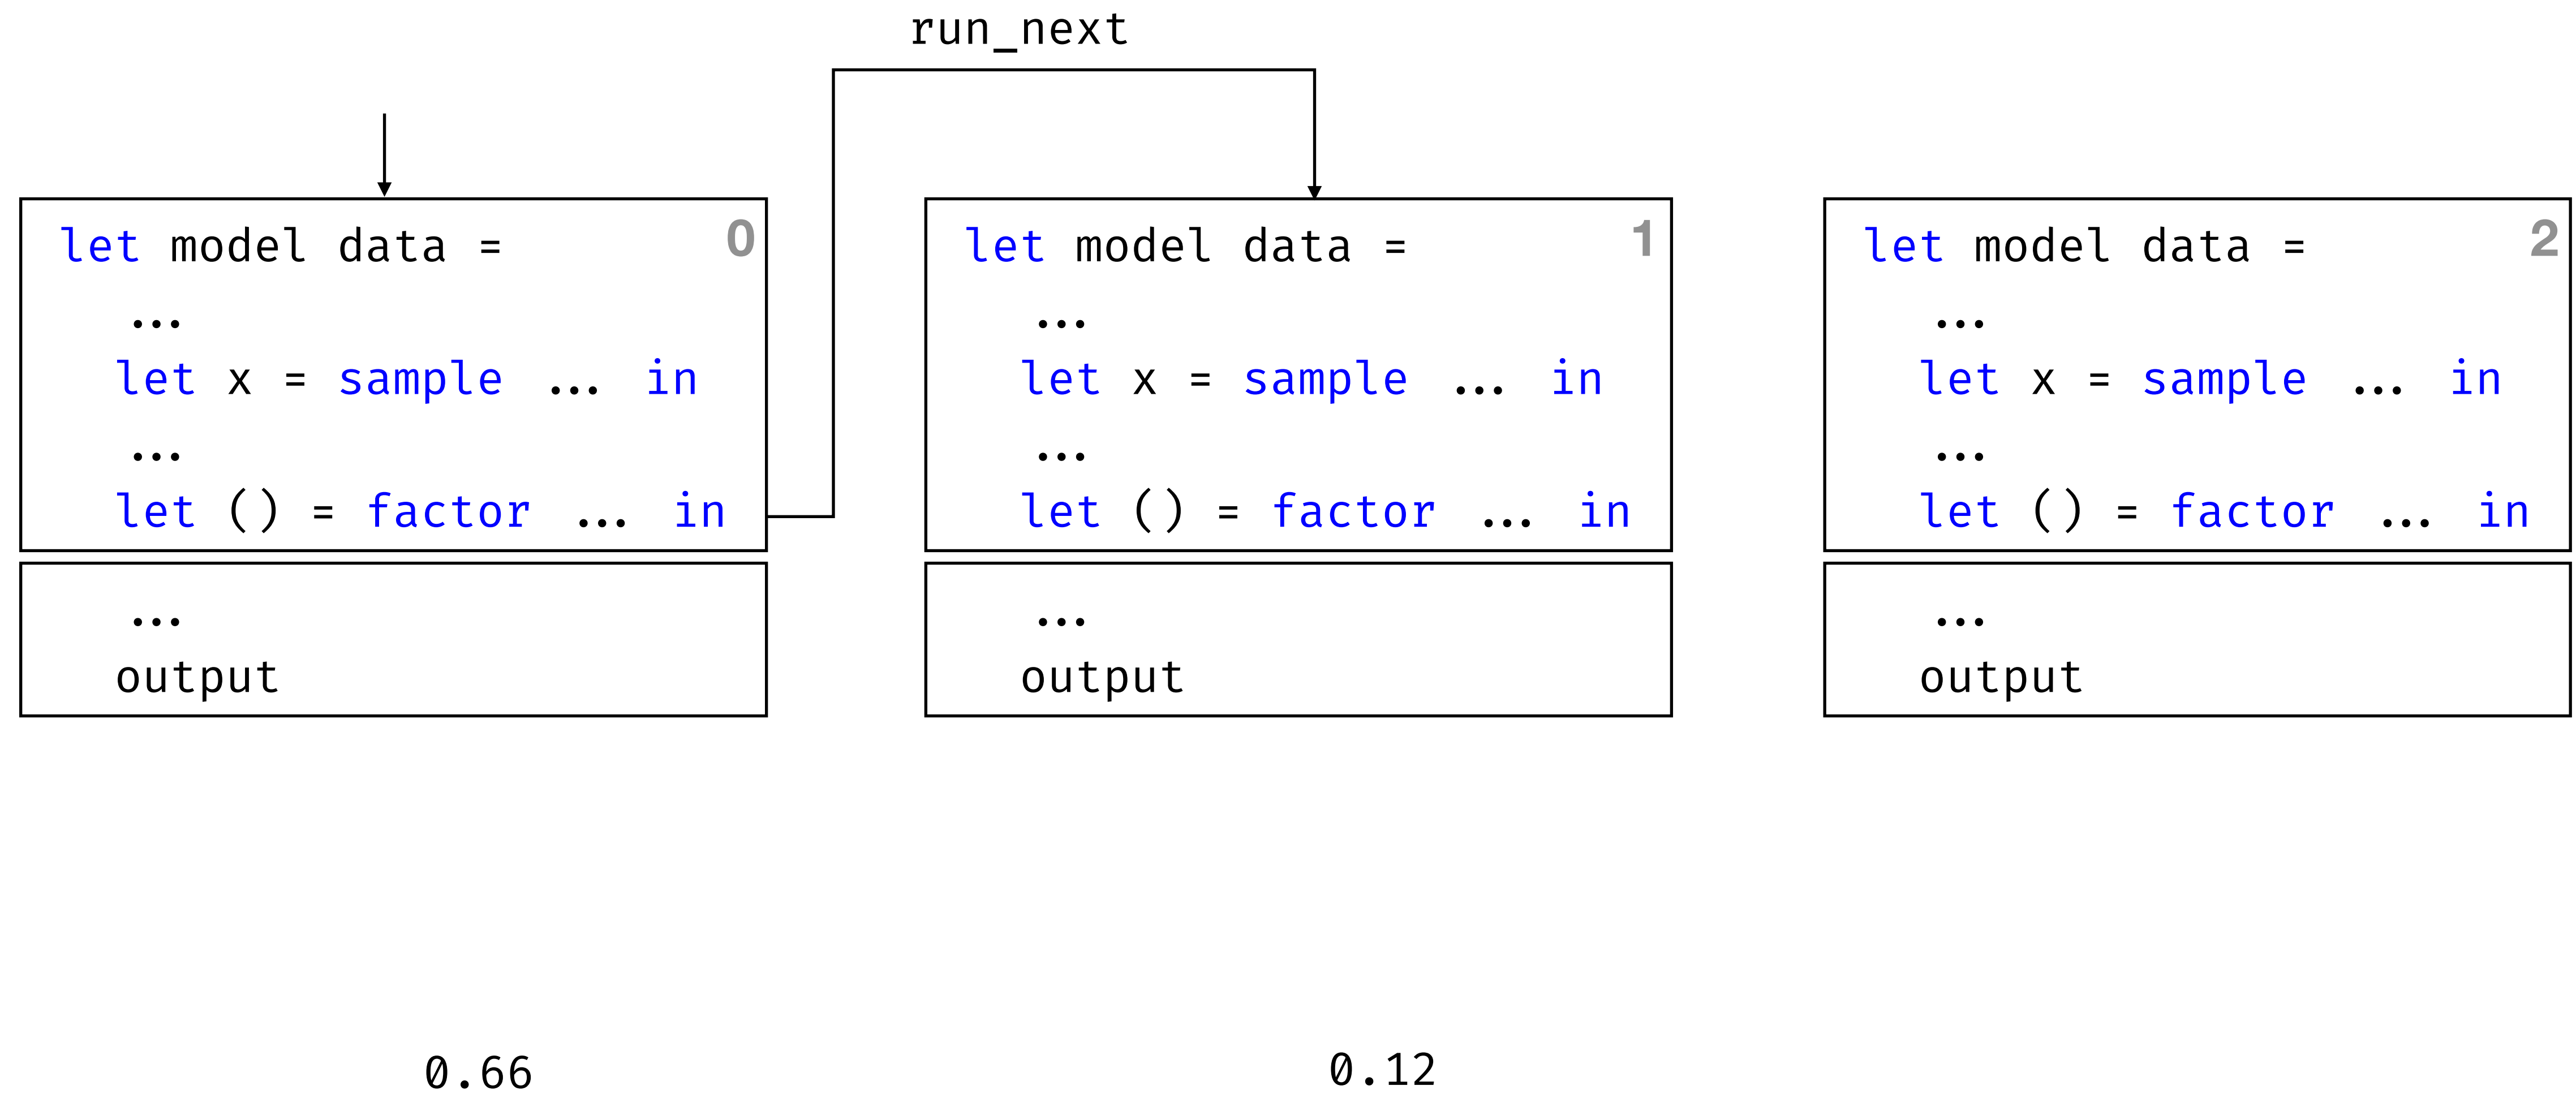 run_next
let model data = 0
...
let x = sample ... in
...
let () = factor ... in
...
output
let model data = 1
...
let x = sample ... in
...
let () = factor ... in
...
output
let model data = 2
...
let x = sample ... in
...
let () = factor ... in
...
output
0.66
0.12